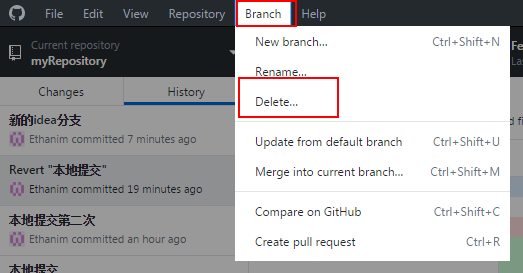 File Edit View Repository Branch Help
Current repository
myRepository
Changes History
新的idea分支
Ethanim committed 7 minutes ago
Revert "本地提交"
Ethanim committed 19 minutes ago
本地提交第二次
Ethanim committed an hour ago
本地提交
New branch... Ctrl+Shift+N
Rename...
Delete...
Update from default branch Ctrl+Shift+U
Merge into current branch... Ctrl+Shift+M
Compare on GitHub Ctrl+Shift+C
Create pull request Ctrl+R
Fe
Las
d fi